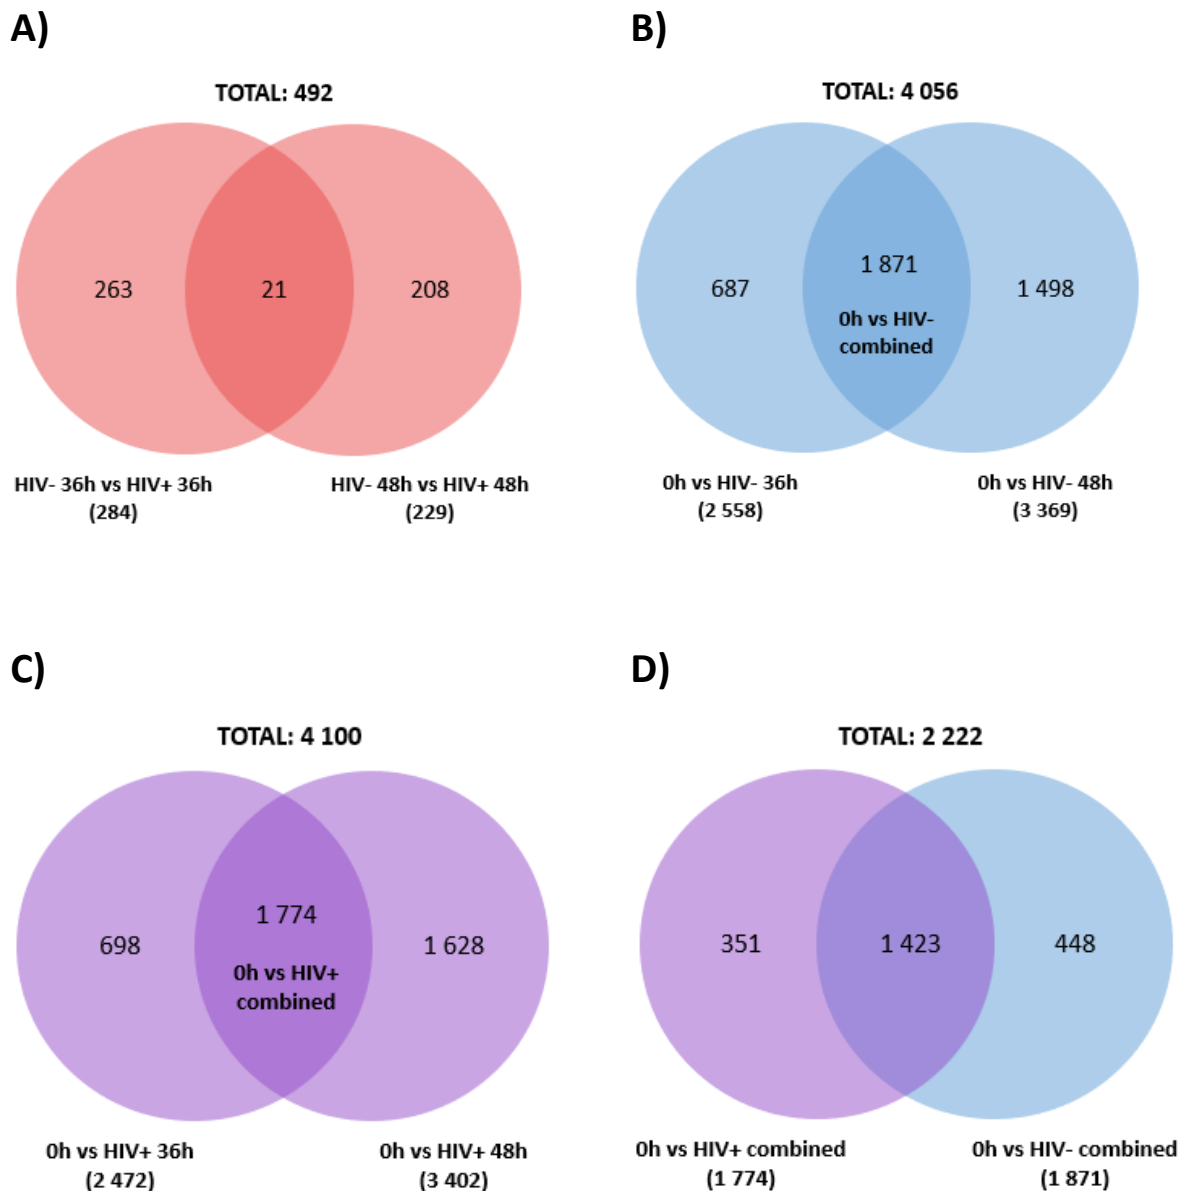 A)
TOTAL: 492
263
21
208
HIV- 36h vs HIV+ 36h
(284)
HIV- 48h vs HIV+ 48h
(229)
B)
TOTAL: 4 056
687
1 871
0h vs HIV-
combined
1 498
0h vs HIV- 36h
(2 558)
0h vs HIV- 48h
(3 369)
C)
TOTAL: 4 100
698
1 774
0h vs HIV+
combined
1 628
0h vs HIV+ 36h
(2 472)
0h vs HIV+ 48h
(3 402)
D)
TOTAL: 2 222
351
1 423
448
0h vs HIV+ combined
(1 774)
0h vs HIV- combined
(1 871)